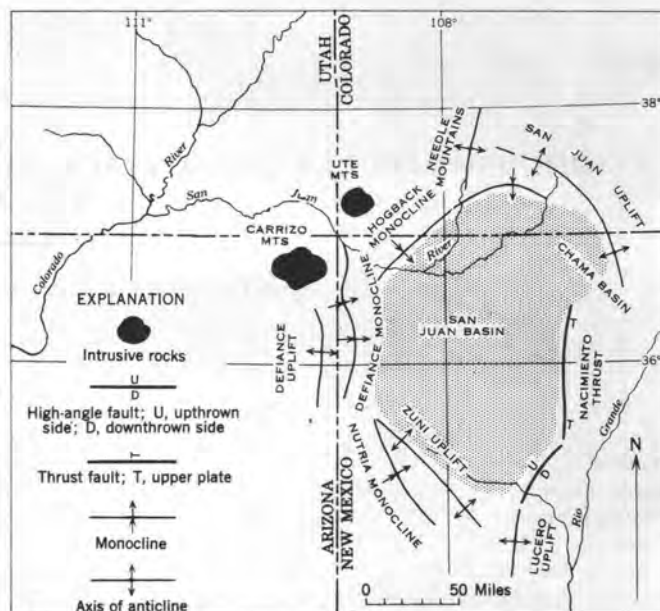 111°
108°
UTAH
COLORADO
38°
NEEDLE
MOUNTAINS
SAN JUAN UPLIFT
UTE
MTS
River
San Juan
HOGBACK
MONOCLINE
CARRIZO
MTS
River
CHAMA BASIN
Colorado
EXPLANATION
Intrusive rocks
U
D
High-angle fault; U, upthrown
side; D, downthrown side
T
Thrust fault; T, upper plate
Monocline
Axis of anticline
DEFIANCE
UPLIFT
DEFIANCE MONOCLINE
SAN
JUAN BASIN
T
T
NACIMIENTO
THRUST
36°
Grande
Rio
ZUNI UPLIFT
NUTRIA MONOCLINE
U
D
LUCERO
UPLIFT
ARIZONA
NEW MEXICO
N
0 50 Miles